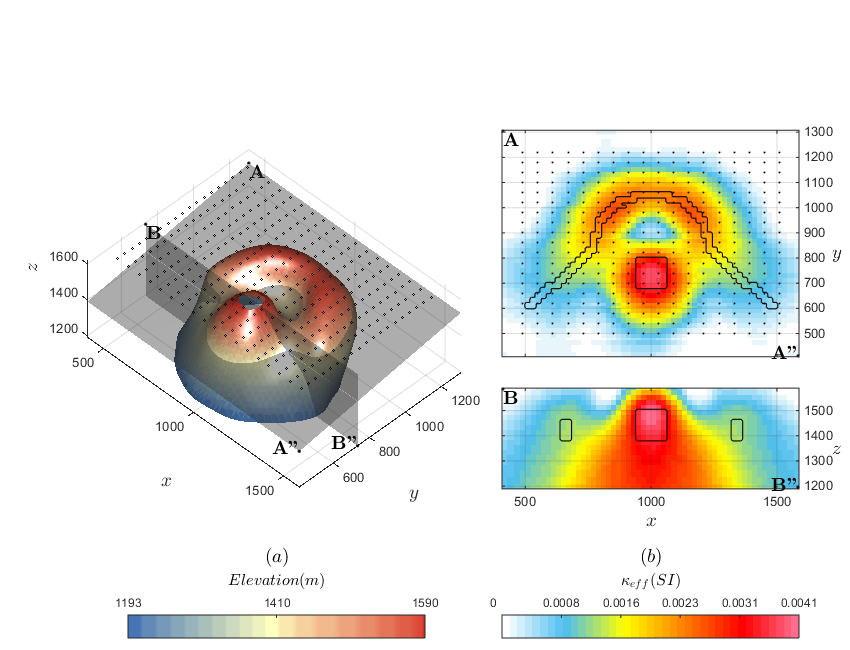 A
B
1600
1400
1200
z
500
1000
1500
x
A"
B"
600
800
1000
1200
y
A
1300
1200
1100
1000
900
800
700
600
500
y
A"
B
1500
1400
1300
1200
z
B"
500
1000
1500
x
(a)
(b)
Elevation(m)
κeff(SI)
1193
1410
1590
0
0.0008
0.0016
0.0023
0.0031
0.0041